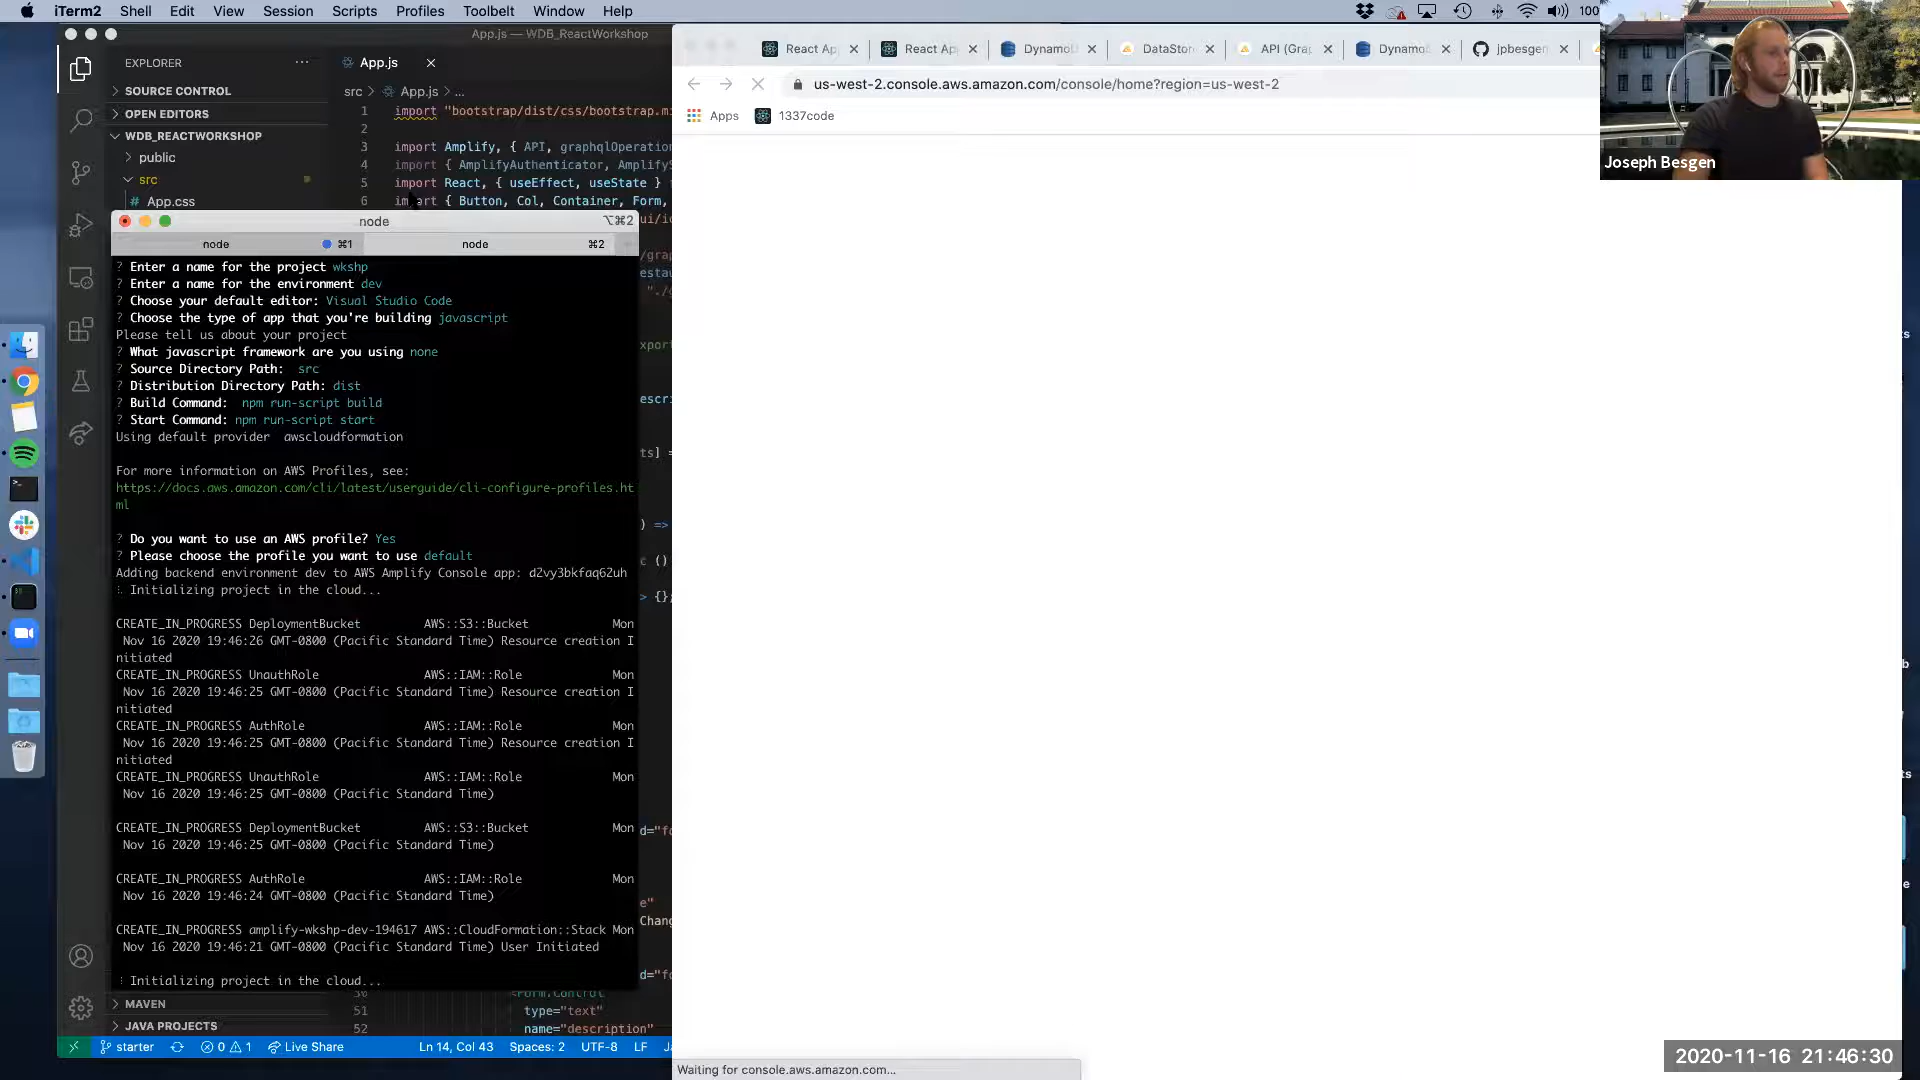 iTerm2 Shell Edit View Session Scripts Profiles Toolbelt Window Help
100
App.js — WDB_ReactWorkshop
EXPLORER
SOURCE CONTROL
OPEN EDITORS
WDB_REACTWORKSHOP
public
src
# App.css
App.js
src > App.js > ...
1 import "bootstrap/dist/css/bootstrap.mi
2
3 import Amplify, { API, graphqlOperation
4 import { AmplifyAuthenticator, AmplifyS
5 import React, { useEffect, useState }
6 import { Button, Col, Container, Form,
node
⌥⌘2
node ⌘1
node ⌘2
? Enter a name for the project wkshp
? Enter a name for the environment dev
? Choose your default editor: Visual Studio Code
? Choose the type of app that you're building javascript
Please tell us about your project
? What javascript framework are you using none
? Source Directory Path:  src
? Distribution Directory Path: dist
? Build Command:  npm run-script build
? Start Command: npm run-script start
Using default provider  awscloudformation
For more information on AWS Profiles, see:
https://docs.aws.amazon.com/cli/latest/userguide/cli-configure-profiles.ht
ml
? Do you want to use an AWS profile? Yes
? Please choose the profile you want to use default
Adding backend environment dev to AWS Amplify Console app: d2vy3bkfaq62uh
Initializing project in the cloud...
CREATE_IN_PROGRESS DeploymentBucket AWS::S3::Bucket Mon
Nov 16 2020 19:46:26 GMT-0800 (Pacific Standard Time) Resource creation I
nitiated
CREATE_IN_PROGRESS UnauthRole AWS::IAM::Role Mon
Nov 16 2020 19:46:25 GMT-0800 (Pacific Standard Time) Resource creation I
nitiated
CREATE_IN_PROGRESS AuthRole AWS::IAM::Role Mon
Nov 16 2020 19:46:25 GMT-0800 (Pacific Standard Time) Resource creation I
nitiated
CREATE_IN_PROGRESS UnauthRole AWS::IAM::Role Mon
Nov 16 2020 19:46:25 GMT-0800 (Pacific Standard Time)
CREATE_IN_PROGRESS DeploymentBucket AWS::S3::Bucket Mon
Nov 16 2020 19:46:25 GMT-0800 (Pacific Standard Time)
CREATE_IN_PROGRESS AuthRole AWS::IAM::Role Mon
Nov 16 2020 19:46:24 GMT-0800 (Pacific Standard Time)
CREATE_IN_PROGRESS amplify-wkshp-dev-194617 AWS::CloudFormation::Stack Mon
Nov 16 2020 19:46:21 GMT-0800 (Pacific Standard Time) User Initiated
Initializing project in the cloud...
MAVEN
JAVA PROJECTS
51 type="text"
52 name="description"
starter 0 1 Live Share Ln 14, Col 43 Spaces: 2 UTF-8 LF
React Ap
React Ap
Dynamo
DataStor
API (Gra
Dynamo
jpbesgen
us-west-2.console.aws.amazon.com/console/home?region=us-west-2
Apps 1337code
Waiting for console.aws.amazon.com...
Joseph Besgen
2020-11-16 21:46:30